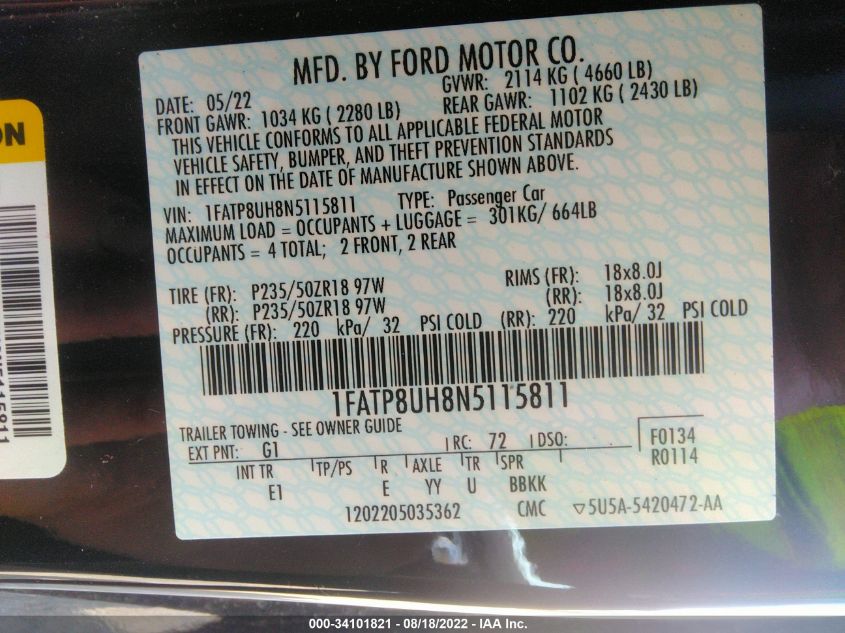 MFD. BY FORD MOTOR CO.
DATE: 05/22 GVWR: 2114 KG ( 4660 LB)
FRONT GAWR: 1034 KG ( 2280 LB) REAR GAWR: 1102 KG ( 2430 LB)
THIS VEHICLE CONFORMS TO ALL APPLICABLE FEDERAL MOTOR
VEHICLE SAFETY, BUMPER, AND THEFT PREVENTION STANDARDS
IN EFFECT ON THE DATE OF MANUFACTURE SHOWN ABOVE.
VIN: 1FATP8UH8N5115811 TYPE: Passenger Car
MAXIMUM LOAD = OCCUPANTS + LUGGAGE = 301KG/ 664LB
OCCUPANTS = 4 TOTAL; 2 FRONT, 2 REAR
TIRE (FR): P235/50ZR18 97W RIMS (FR): 18x8.0J
(RR): P235/50ZR18 97W (RR): 18x8.0J
PRESSURE (FR): 220 kPa/ 32 PSI COLD (RR): 220 kPa/ 32 PSI COLD
1FATP8UH8N5115811
TRAILER TOWING - SEE OWNER GUIDE
EXT PNT: G1 RC: 72 DSO: F0134
INT TR TP/PS R AXLE TR SPR R0114
E1 E YY U BBKK
1202205035362 CMC ▽5U5A-5420472-AA
ON
000-34101821 / 08/18/2022 - IAA Inc.